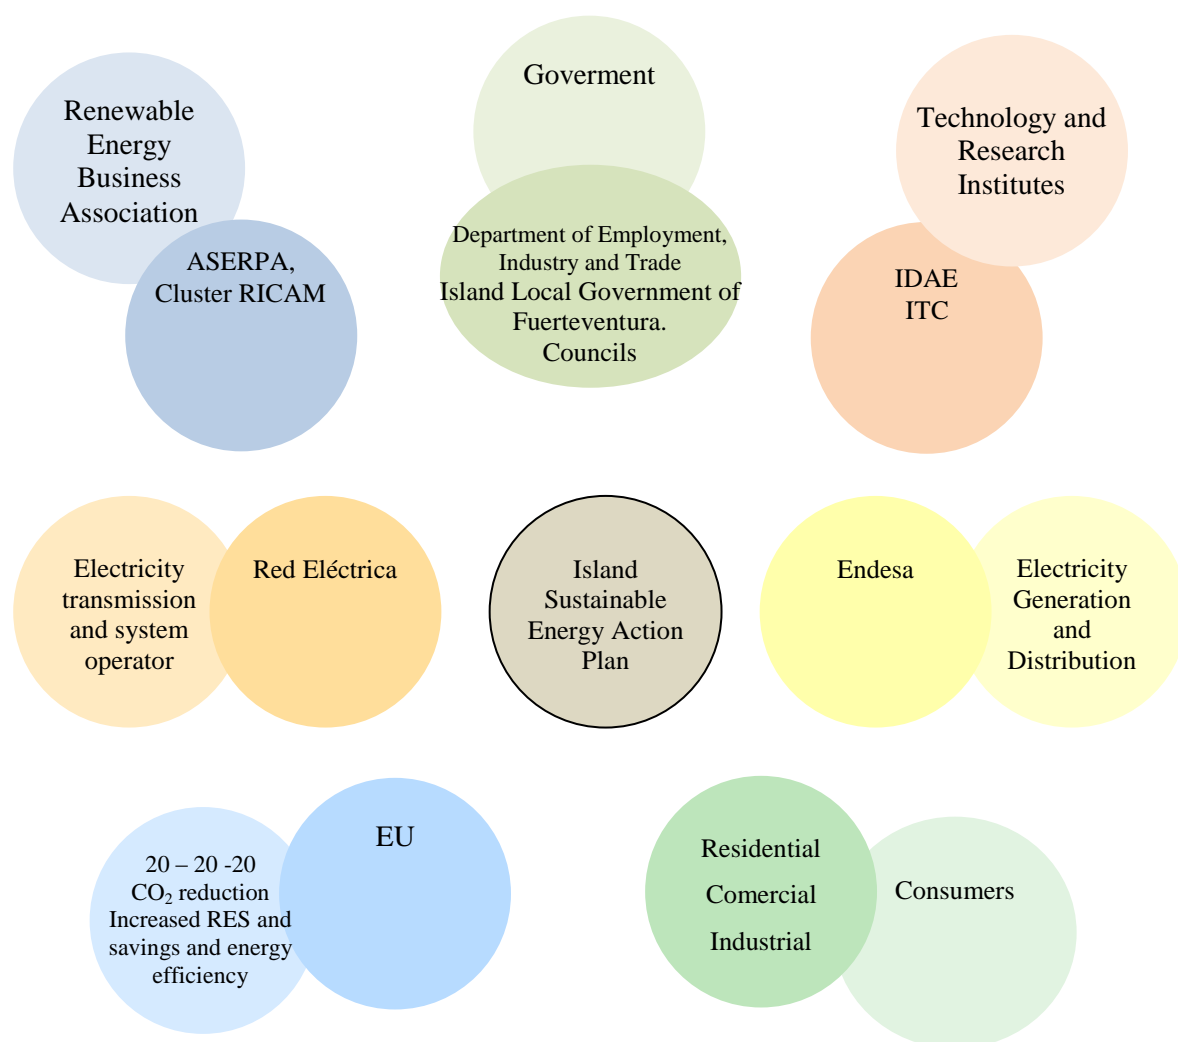 Goverment
Renewable
Energy
Business
Association
Technology and
Research
Institutes
ASERPA,
Cluster RICAM
Department of Employment,
Industry and Trade
Island Local Government of
Fuerteventura.
Councils
IDAE
ITC
Electricity
transmission
and system
operator
Red Eléctrica
Island
Sustainable
Energy Action
Plan
Endesa
Electricity
Generation
and
Distribution
20 – 20 -20
CO₂ reduction
Increased RES and
savings and energy
efficiency
EU
Residential
Comercial
Industrial
Consumers